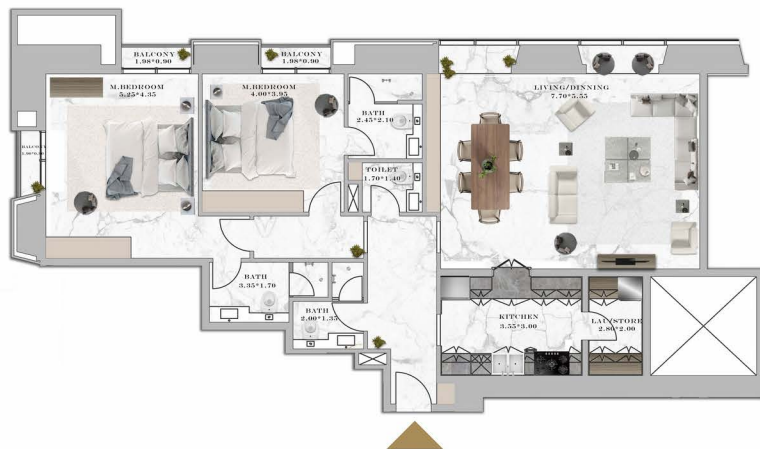 BALCONY
1.98*0.90
BALCONY
1.98*0.90
M.BEDROOM
5.25*4.35
M.BEDROOM
4.00*3.95
LIVING/DINNING
7.70*5.55
BATH
2.45*2.10
BALCONY
TOILET
1.70*1.40
BATH
3.35*1.70
BATH
2.00*1.35
KITCHEN
3.55*3.00
LAU/STORE
2.80*2.00